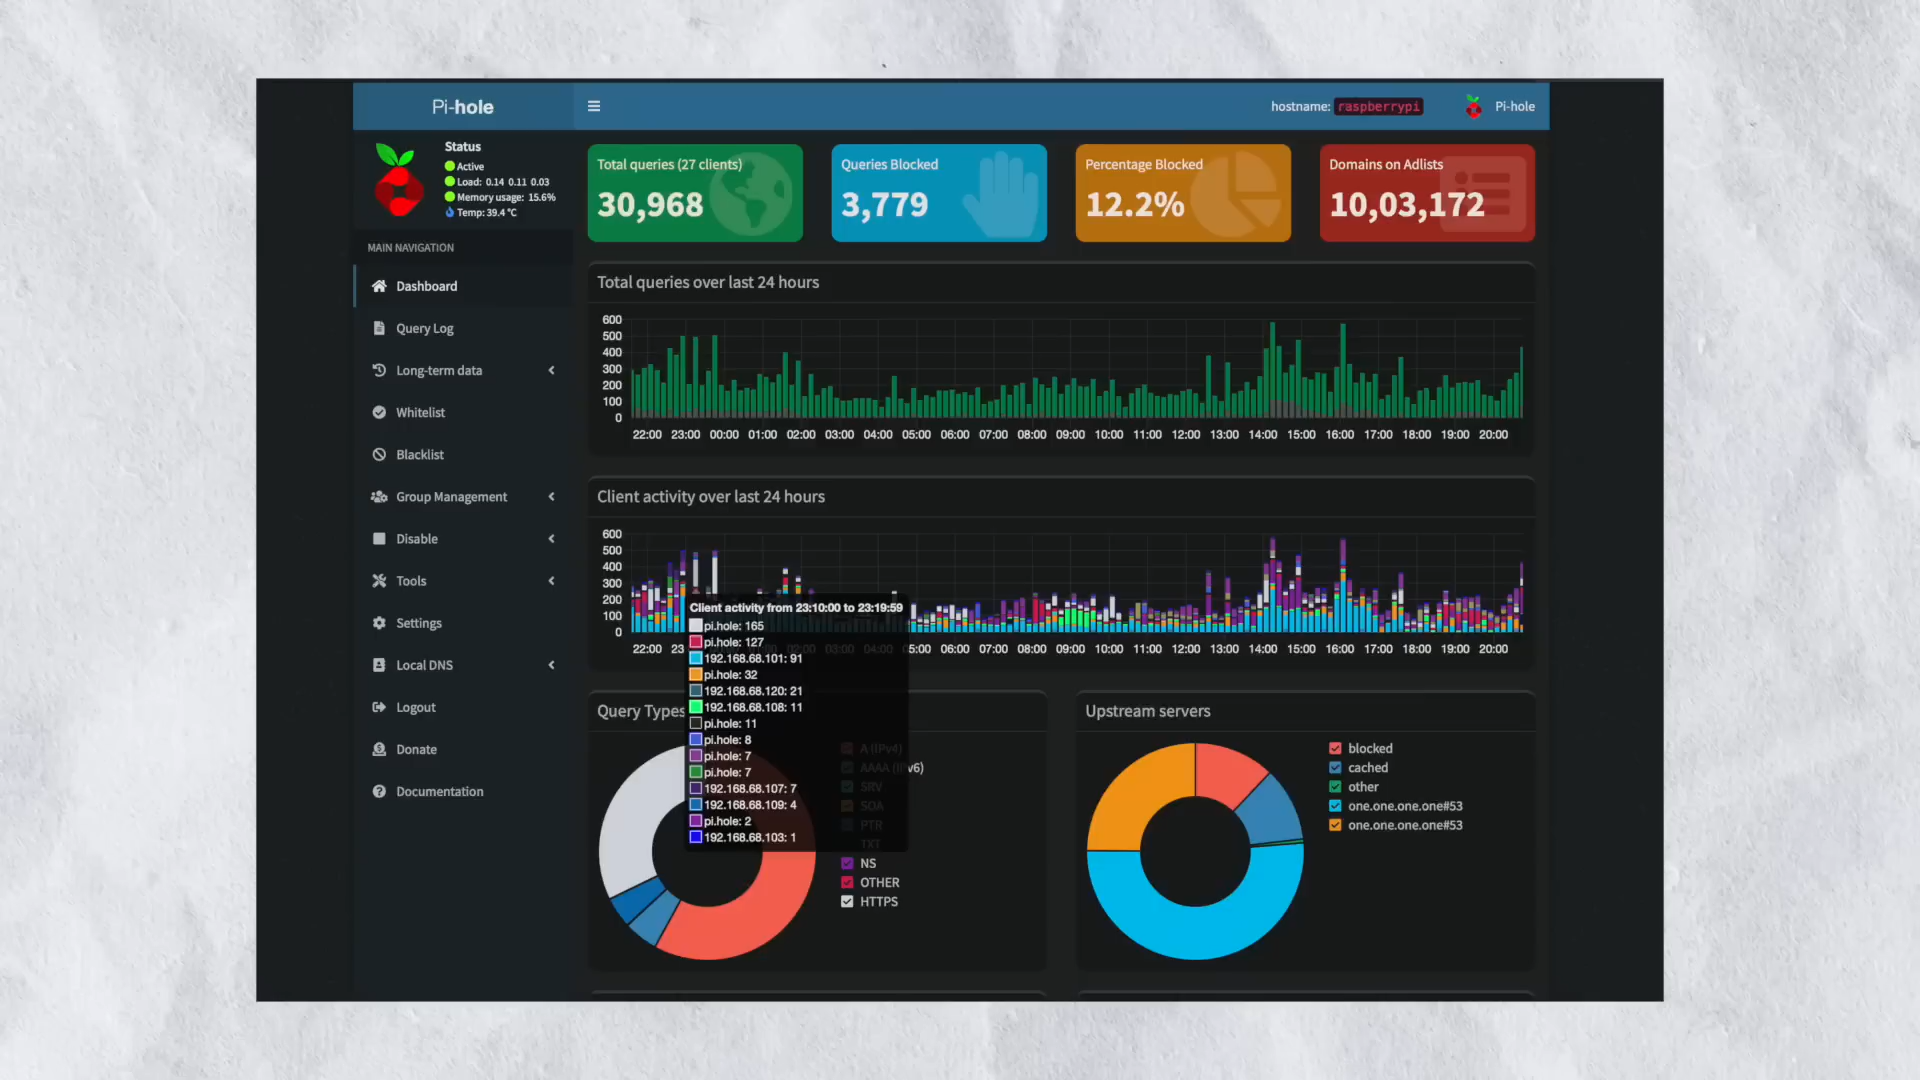 Pi-hole
hostname: raspberrypi
Pi-hole
Status
Active
Load: 0.14 0.11 0.03
Memory usage: 15.6%
Temp: 39.4 °C
MAIN NAVIGATION
Dashboard
Query Log
Long-term data
Whitelist
Blacklist
Group Management
Disable
Tools
Settings
Local DNS
Logout
Donate
Documentation
Total queries (27 clients)
30,968
Queries Blocked
3,779
Percentage Blocked
12.2%
Domains on Adlists
10,03,172
Total queries over last 24 hours
600
500
400
300
200
100
0
22:00 23:00 00:00 01:00 02:00 03:00 04:00 05:00 06:00 07:00 08:00 09:00 10:00 11:00 12:00 13:00 14:00 15:00 16:00 17:00 18:00 19:00 20:00
Client activity over last 24 hours
600
500
400
300
200
100
0
22:00 23 03:00 04:00 5:00 06:00 07:00 08:00 09:00 10:00 11:00 12:00 13:00 14:00 15:00 16:00 17:00 18:00 19:00 20:00
Client activity from 23:10:00 to 23:19:59
pi.hole: 165
pi.hole: 127
192.168.68.101: 91
pi.hole: 32
192.168.68.120: 21
192.168.68.108: 11
pi.hole: 11
pi.hole: 8
pi.hole: 7
pi.hole: 7
192.168.68.107: 7
192.168.68.109: 4
pi.hole: 2
192.168.68.103: 1
Query Types
A (IPv4)
AAAA (IPv6)
SRV
SOA
PTR
TXT
NS
OTHER
HTTPS
Upstream servers
blocked
cached
other
one.one.one.one#53
one.one.one.one#53